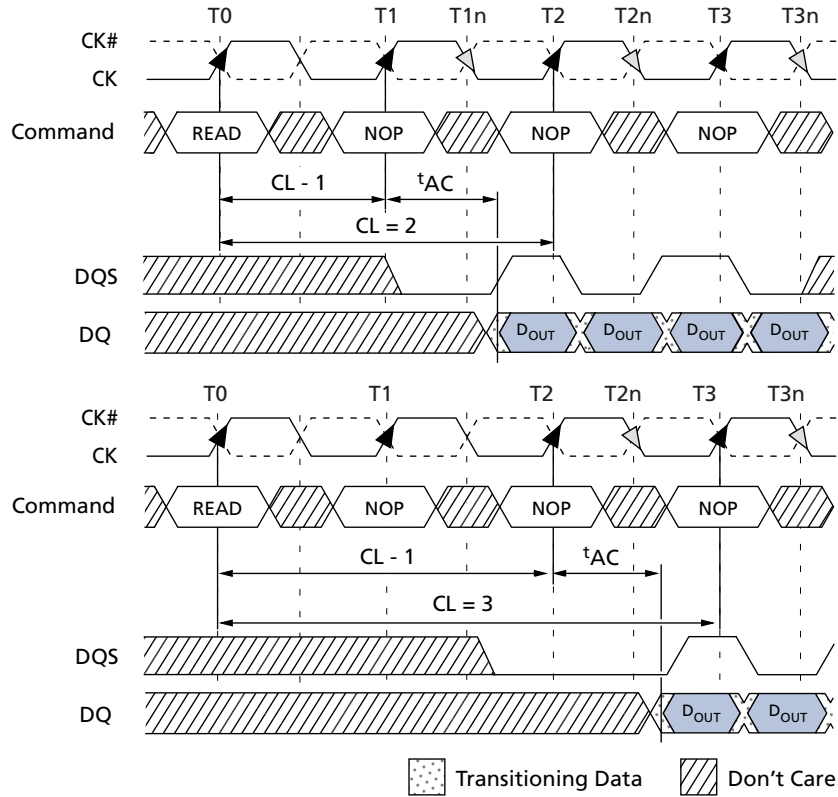 T0 T1 T1n T2 T2n T3 T3n
CK#
CK
Command READ NOP NOP NOP
CL - 1 tAC
CL = 2
DQS
DQ DOUT DOUT DOUT DOUT
T0 T1 T2 T2n T3 T3n
CK#
CK
Command READ NOP NOP NOP
CL - 1 tAC
CL = 3
DQS
DQ DOUT DOUT
Transitioning Data Don't Care